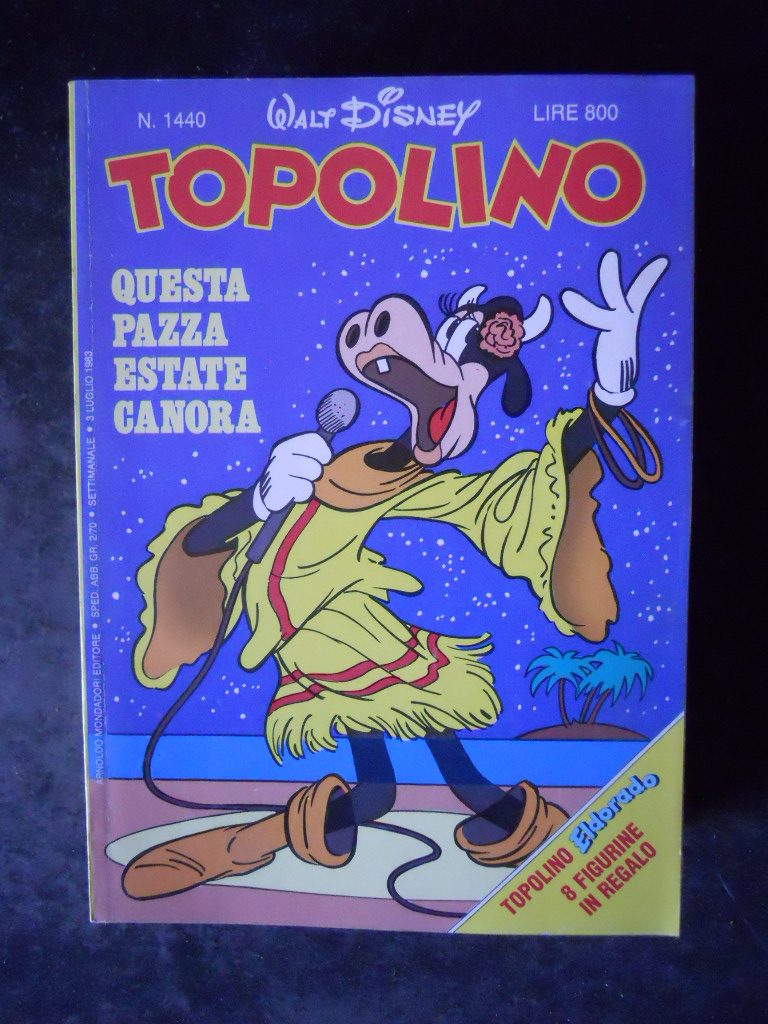 N. 1440
WALT DISNEY
LIRE 800
TOPOLINO
QUESTA
PAZZA
ESTATE
CANORA
ARNOLDO MONDADORI EDITORE • SPED. ABB. GR. 2/70 • SETTIMANALE • 3 LUGLIO 1983
TOPOLINO Eldorado
8 FIGURINE
IN REGALO